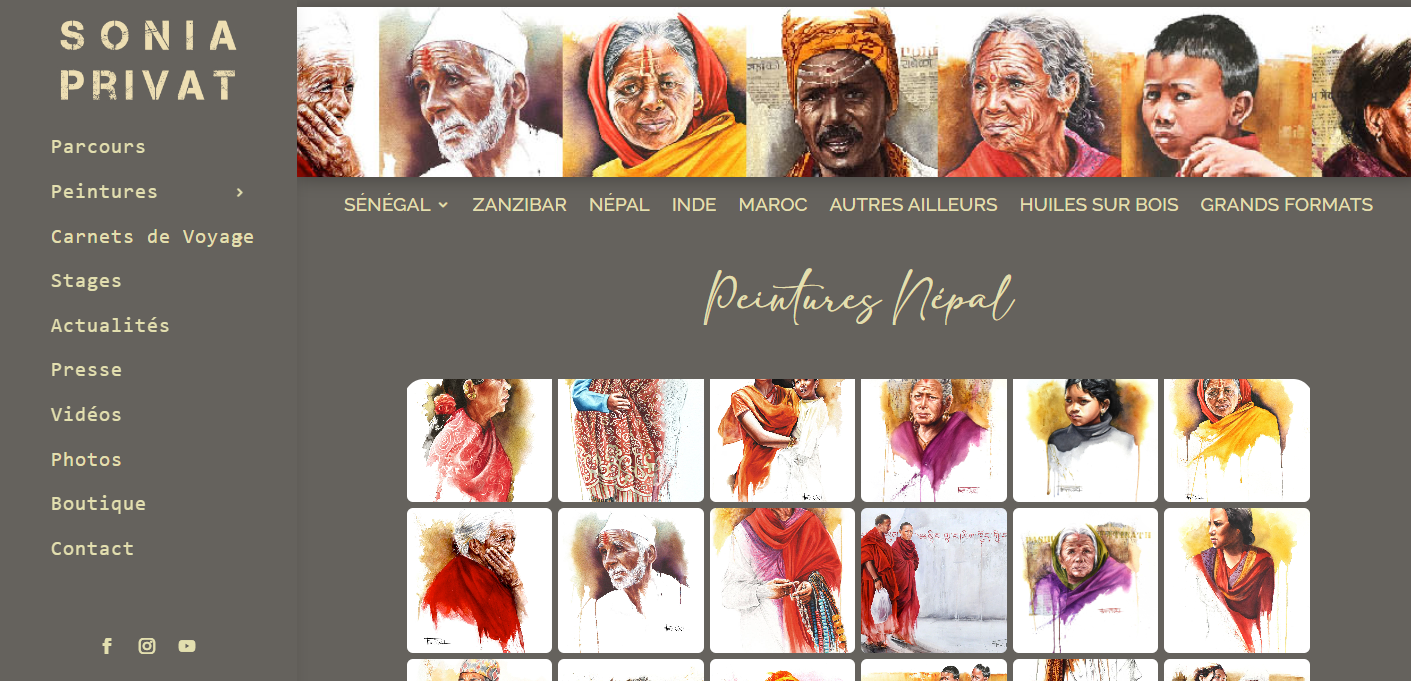 SONIA
PRIVAT
Parcours
Peintures
Carnets de Voyage
Stages
Actualités
Presse
Vidéos
Photos
Boutique
Contact
SÉNÉGAL ZANZIBAR NÉPAL INDE MAROC AUTRES AILLEURS HUILES SUR BOIS GRANDS FORMATS
Peintures Népal